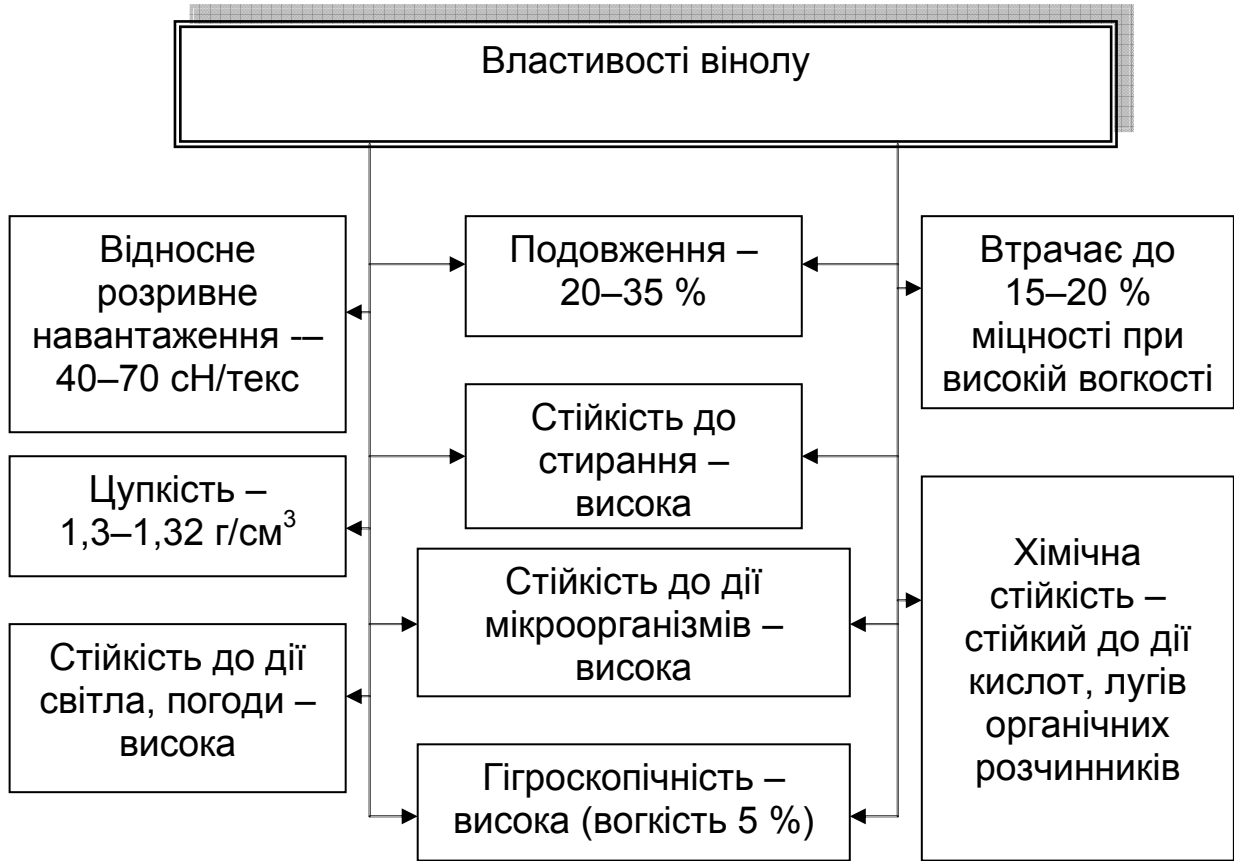 Властивості вінолу
Відносне
розривне
навантаження -–
40–70 сН/текс
Подовження –
20–35 %
Втрачає до
15–20 %
міцності при
високій вогкості
Стійкість до
стирання –
висока
Цупкість –
1,3–1,32 г/см³
Стійкість до дії
мікроорганізмів –
висока
Хімічна
стійкість –
стійкий до дії
кислот, лугів
органічних
розчинників
Стійкість до дії
світла, погоди –
висока
Гігроскопічність –
висока (вогкість 5 %)